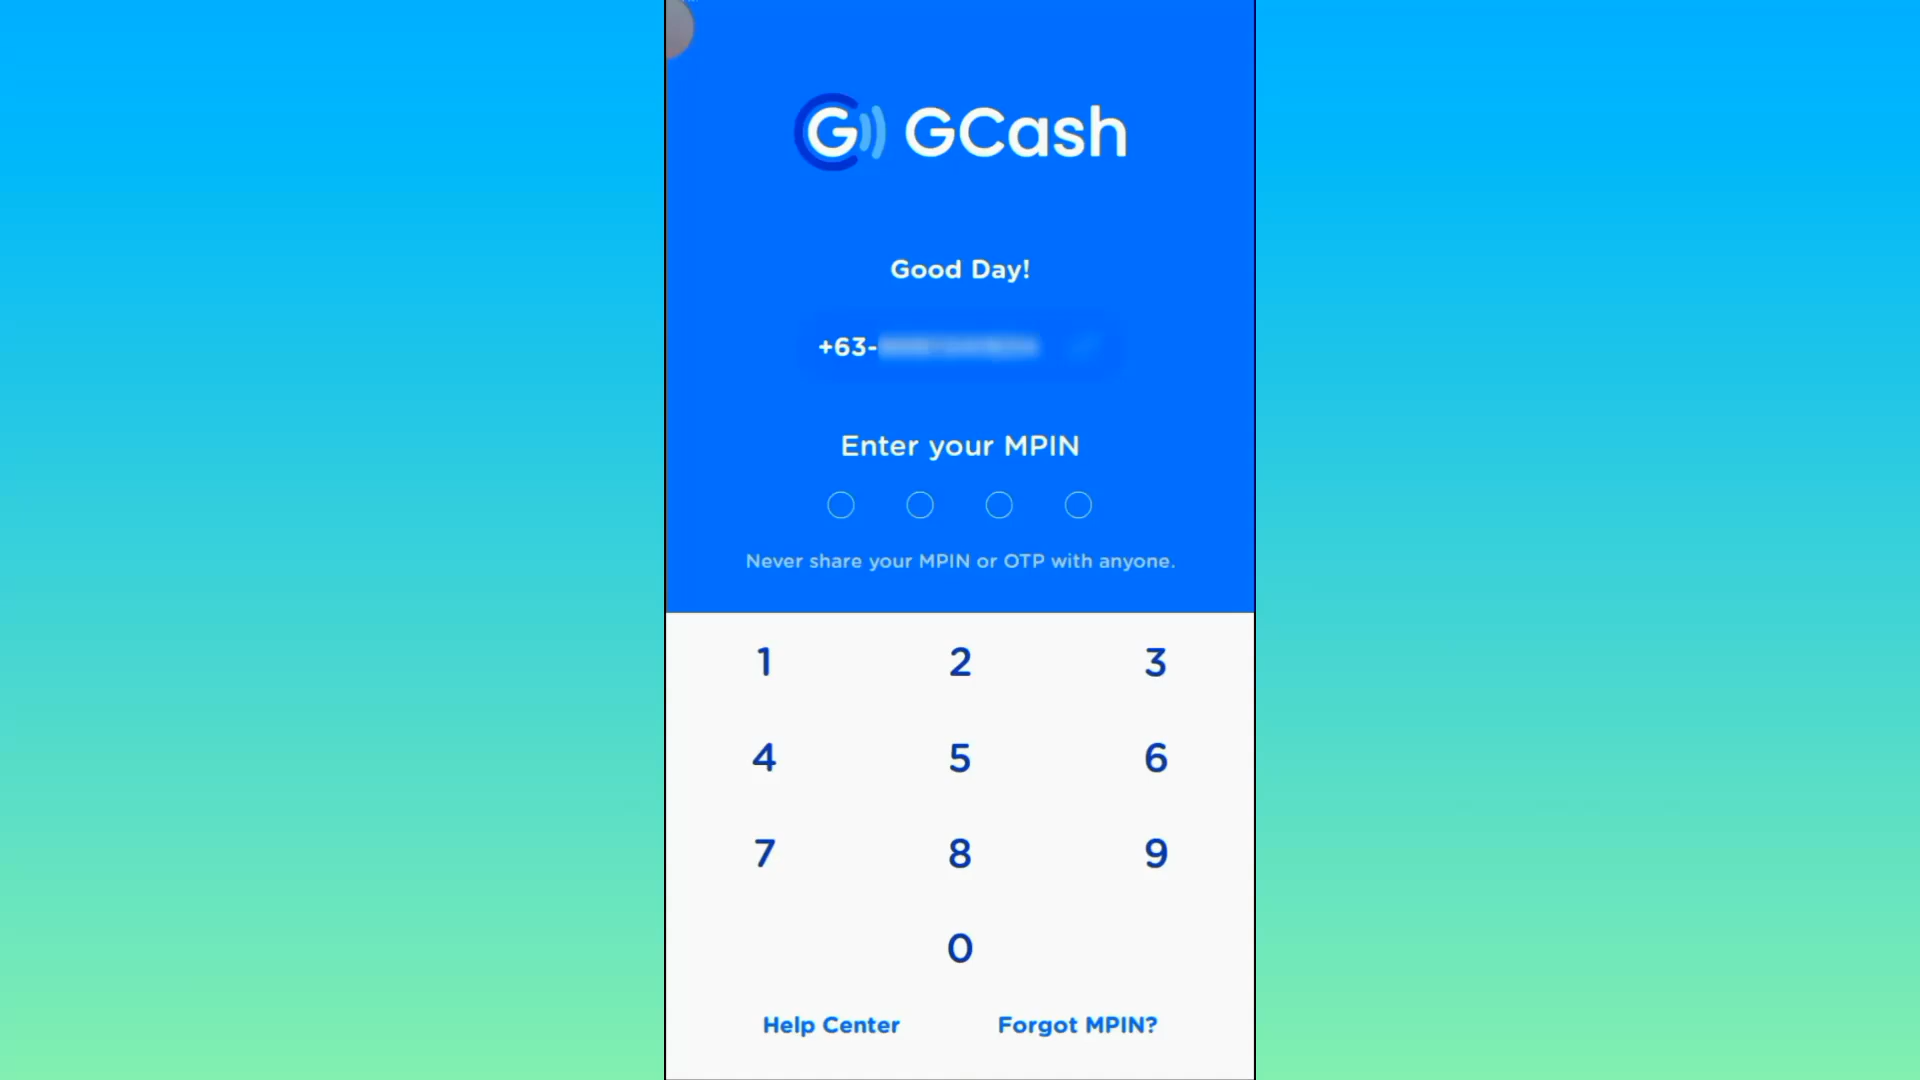 G GCash
Good Day!
+63-
Enter your MPIN
Never share your MPIN or OTP with anyone.
1 2 3
4 5 6
7 8 9
0
Help Center Forgot MPIN?